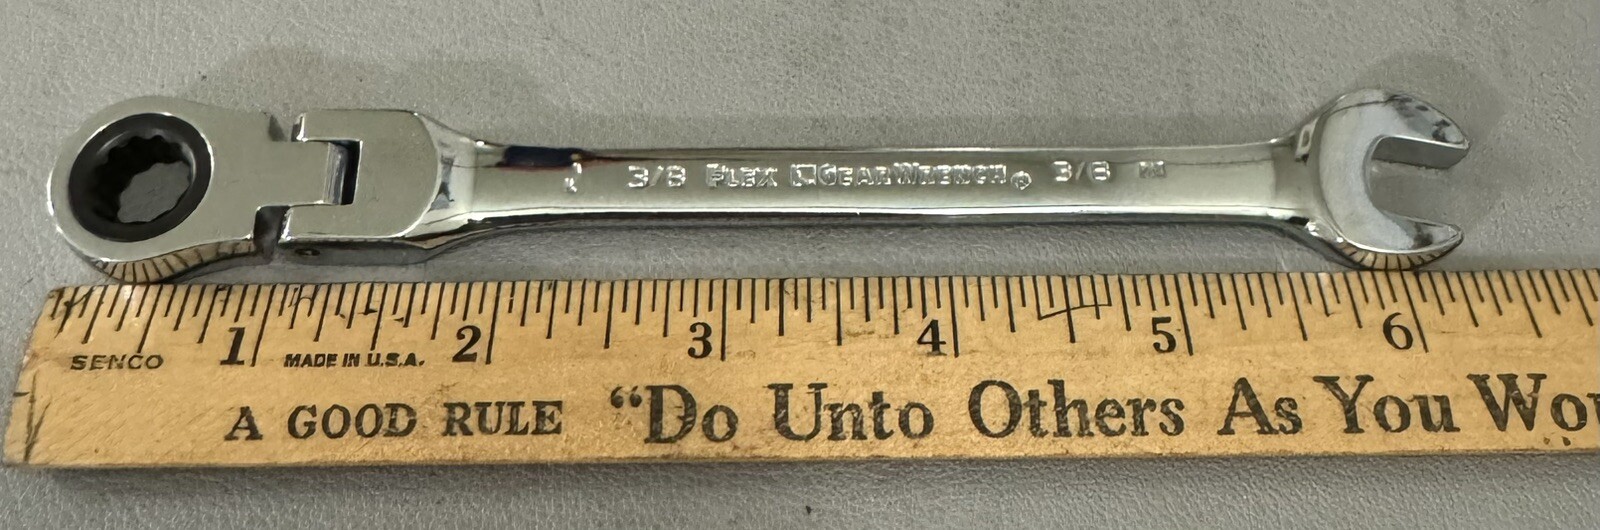 3/8 FLEX GEARWRENCH® 3/8
1 2 3 4 5 6
SENCO MADE IN U.S.A.
A GOOD RULE "Do Unto Others As You Wou